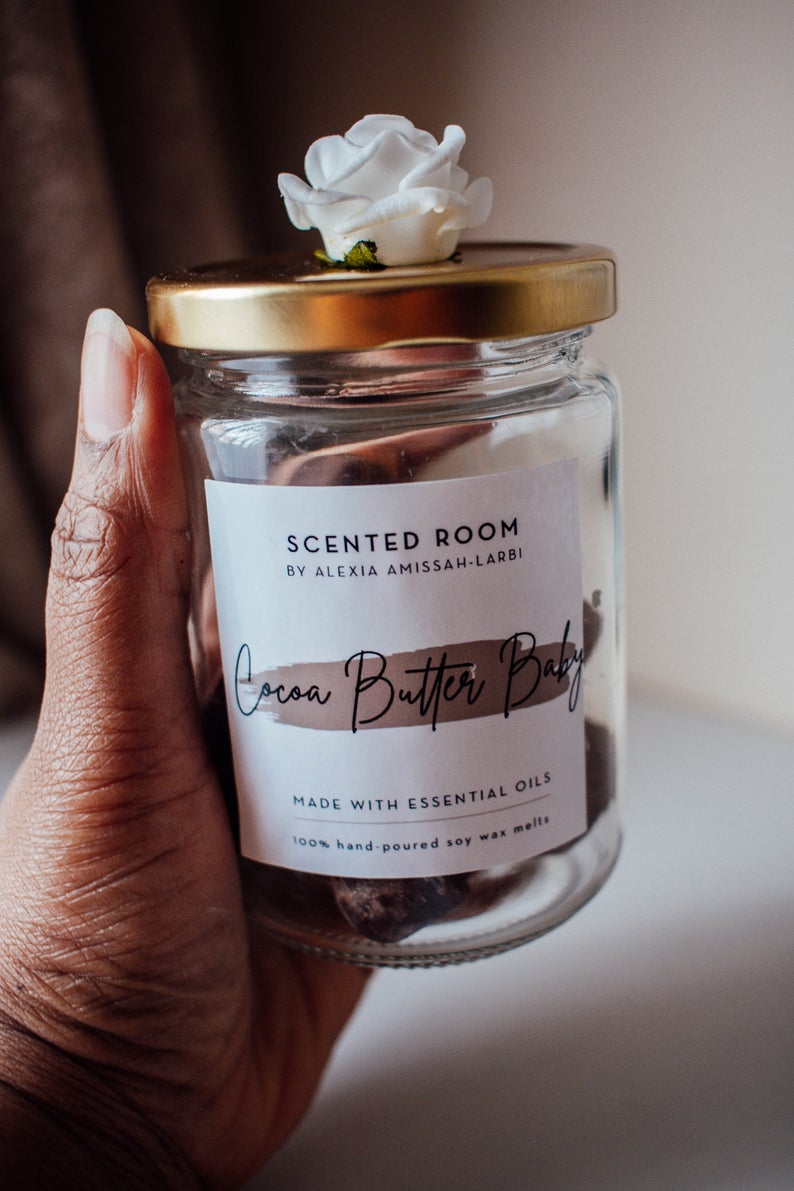 SCENTED ROOM
BY ALEXIA AMISSAH-LARBI
Cocoa Butter Baby
MADE WITH ESSENTIAL OILS
100% hand-poured soy wax melts